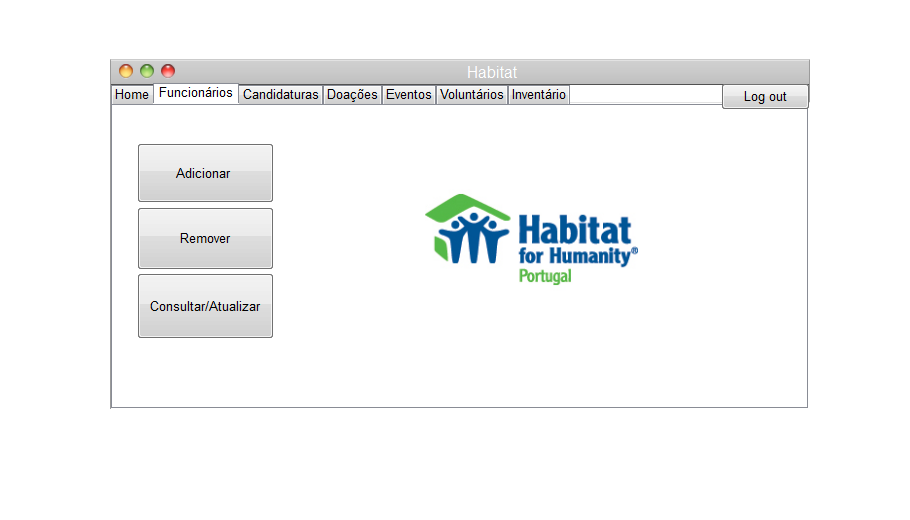 Habitat
Home Funcionários Candidaturas Doações Eventos Voluntários Inventário Log out
Adicionar
Remover
Consultar/Atualizar
Habitat
for Humanity®
Portugal